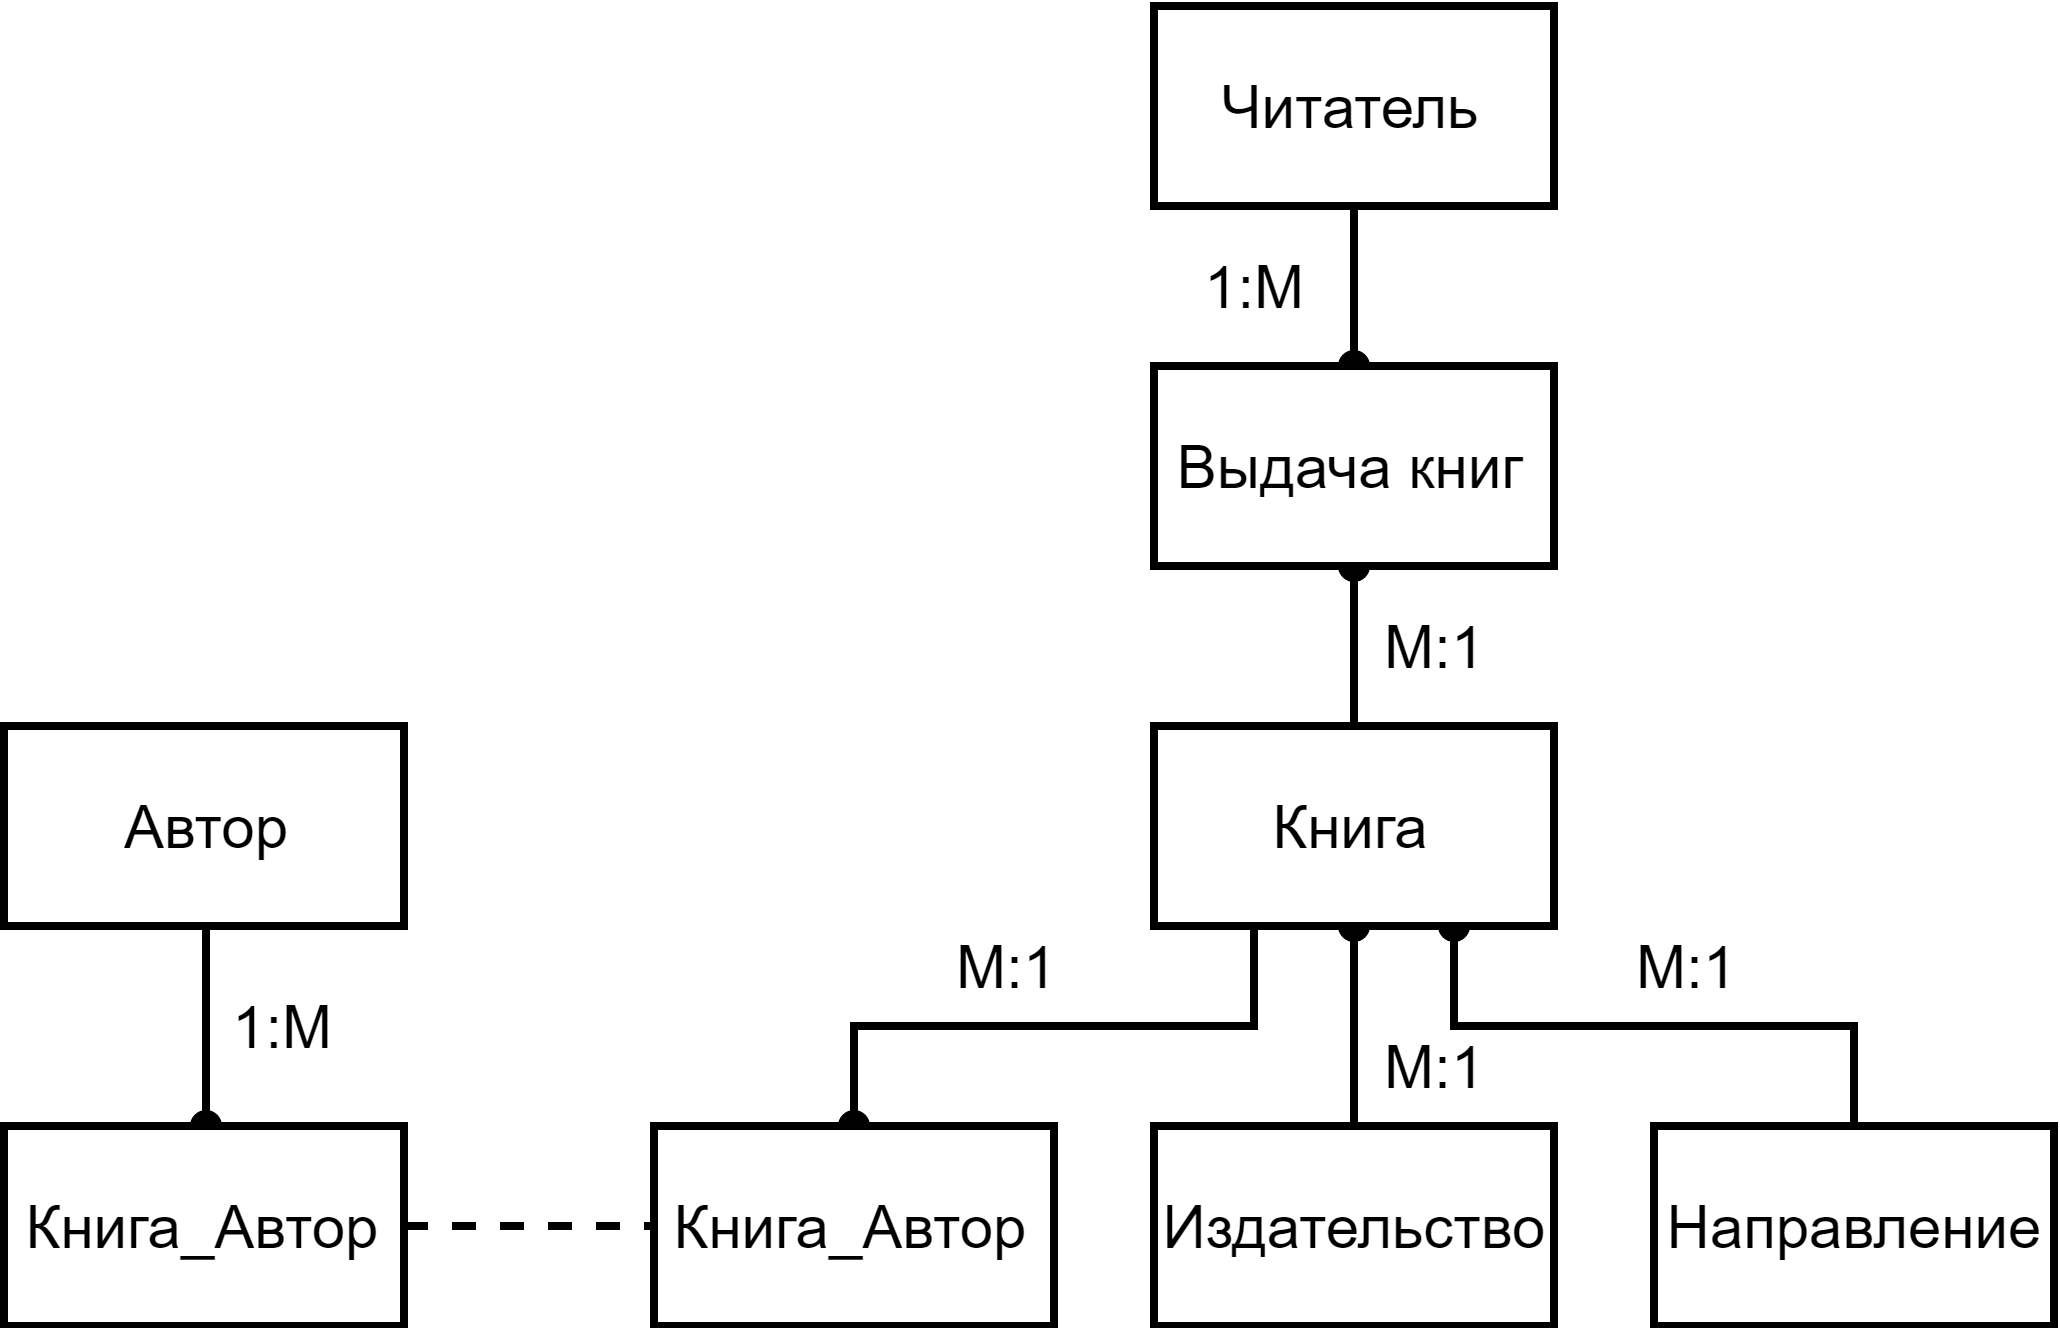 Читатель
1:М
Выдача книг
М:1
Автор
Книга
М:1
М:1
1:М
М:1
Книга_Автор
Книга_Автор
Издательство
Направление